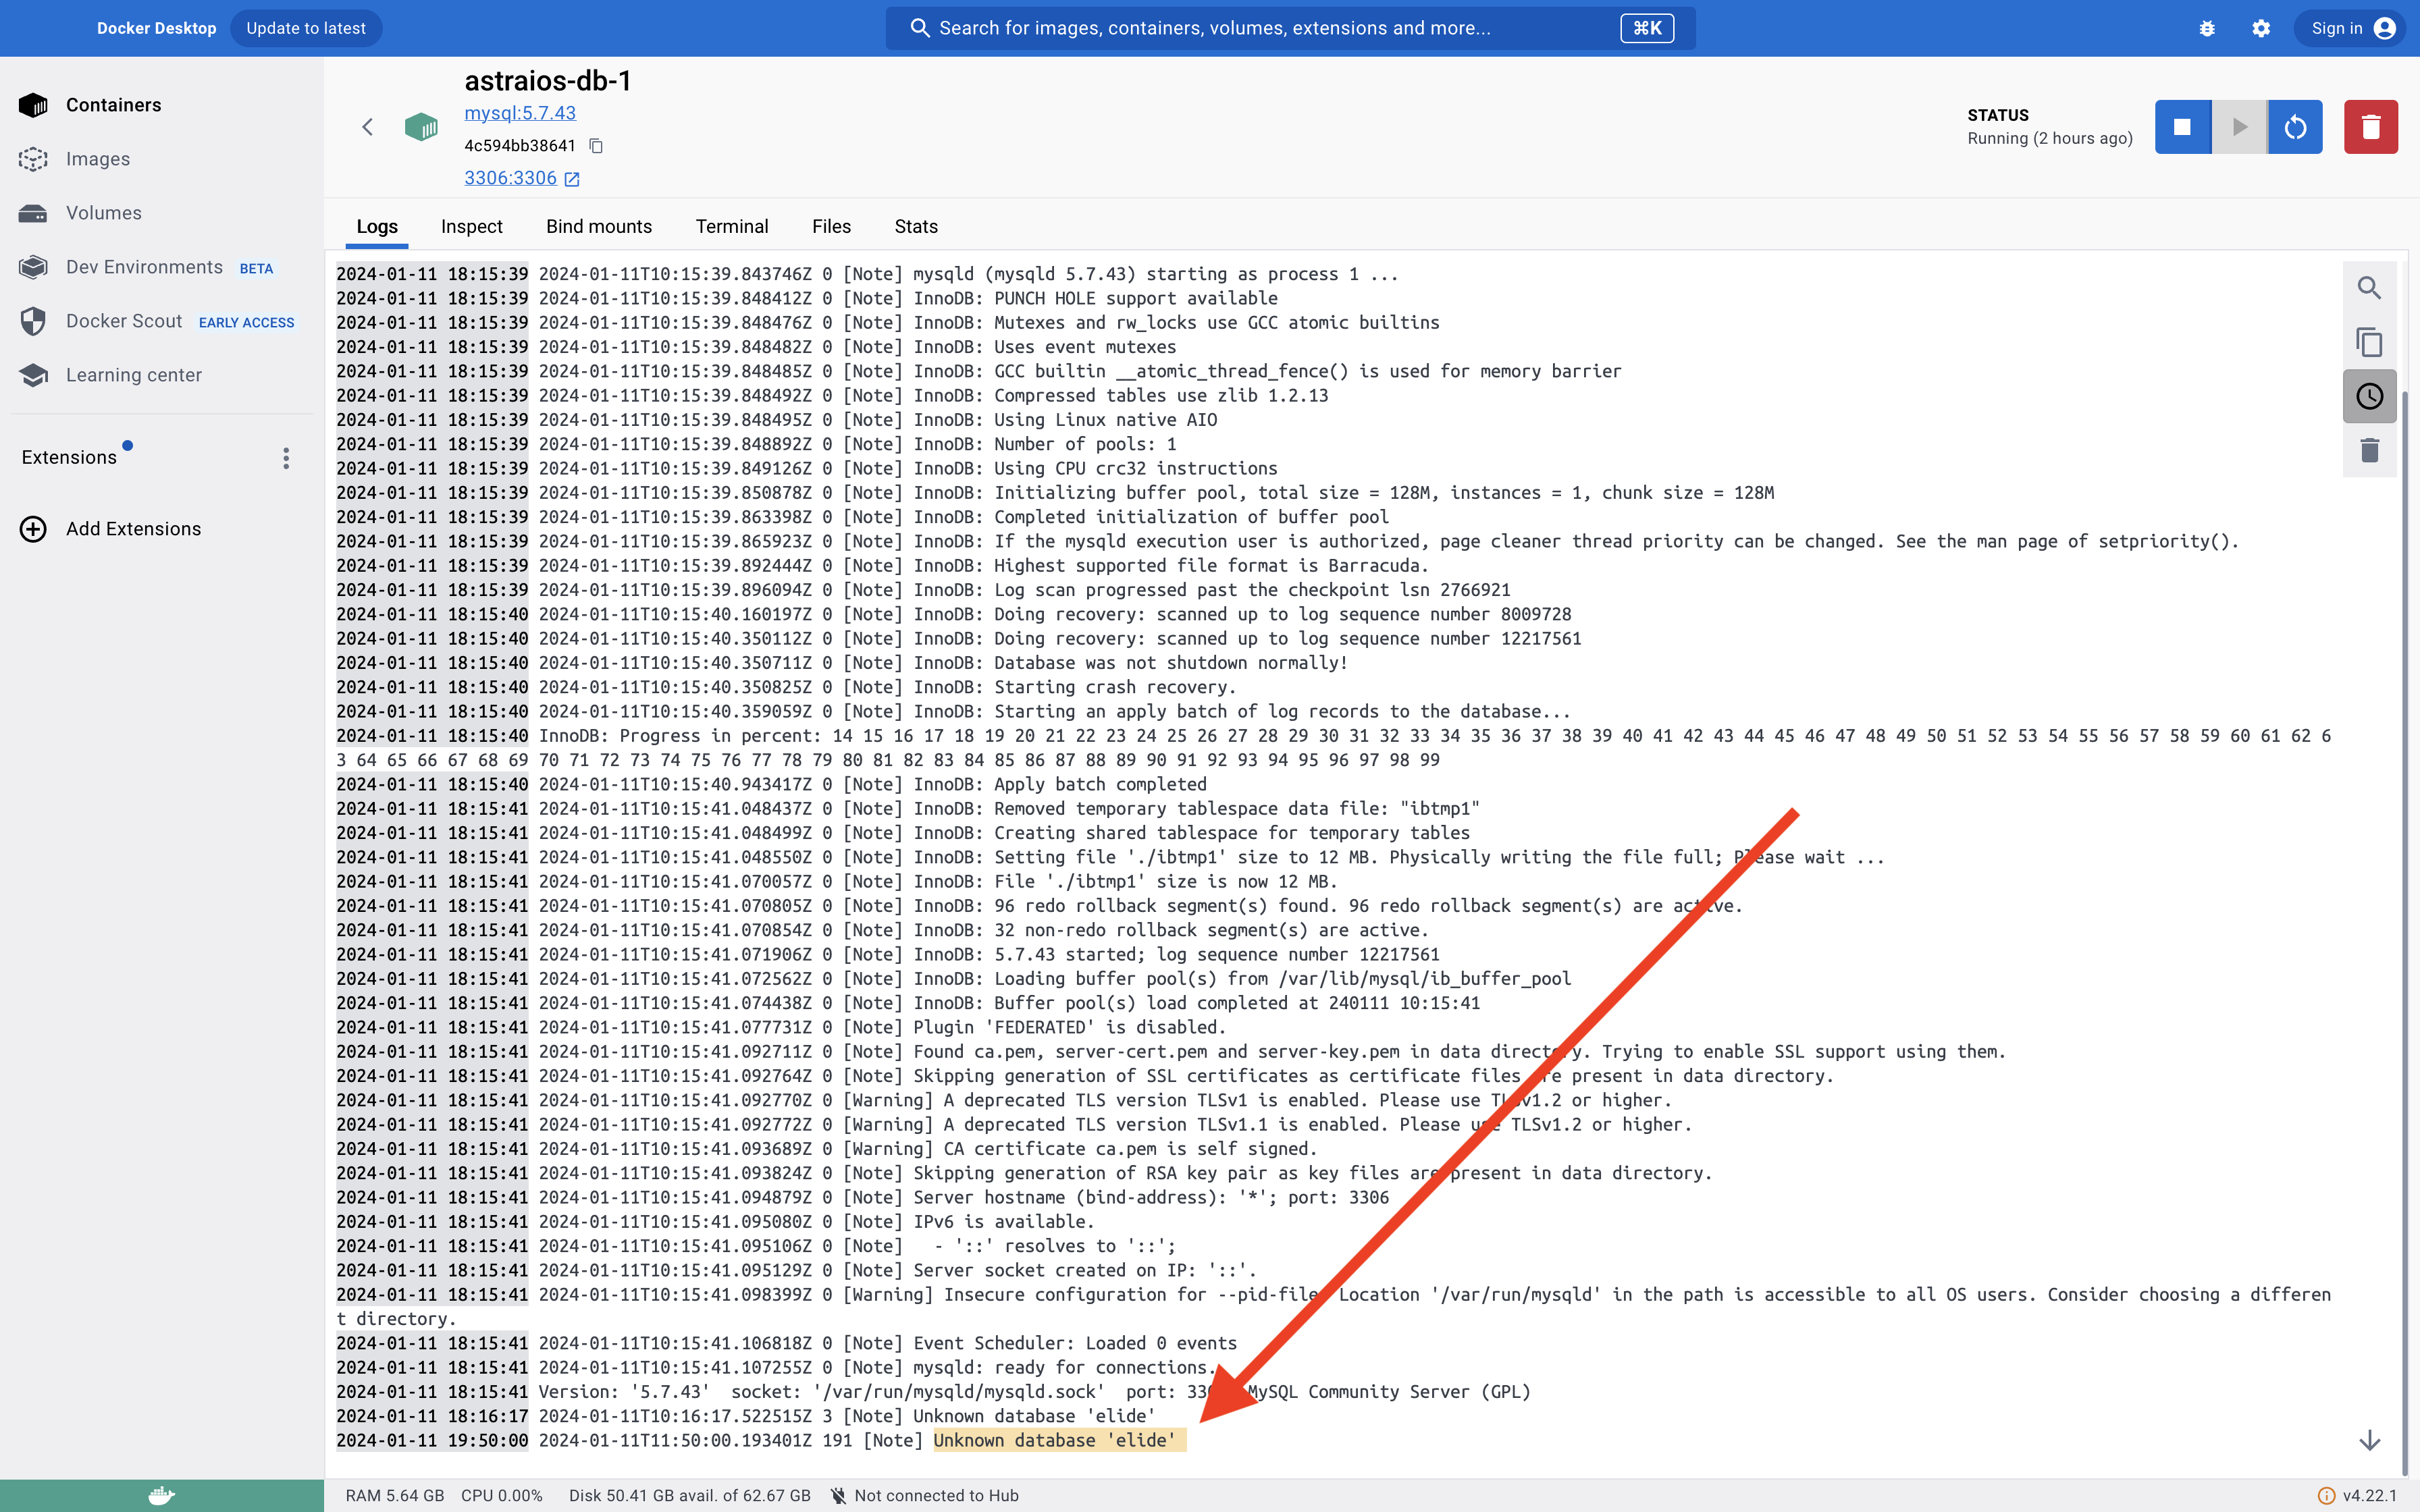 Docker Desktop Update to latest Search for images, containers, volumes, extensions and more... ⌘K Sign in
Containers
Images
Volumes
Dev Environments BETA
Docker Scout EARLY ACCESS
Learning center
Extensions
Add Extensions
astraios-db-1
mysql:5.7.43
4c594bb38641
3306:3306
STATUS
Running (2 hours ago)
Logs Inspect Bind mounts Terminal Files Stats
2024-01-11 18:15:39 2024-01-11T10:15:39.843746Z 0 [Note] mysqld (mysqld 5.7.43) starting as process 1 ...
2024-01-11 18:15:39 2024-01-11T10:15:39.848412Z 0 [Note] InnoDB: PUNCH HOLE support available
2024-01-11 18:15:39 2024-01-11T10:15:39.848476Z 0 [Note] InnoDB: Mutexes and rw_locks use GCC atomic builtins
2024-01-11 18:15:39 2024-01-11T10:15:39.848482Z 0 [Note] InnoDB: Uses event mutexes
2024-01-11 18:15:39 2024-01-11T10:15:39.848485Z 0 [Note] InnoDB: GCC builtin __atomic_thread_fence() is used for memory barrier
2024-01-11 18:15:39 2024-01-11T10:15:39.848492Z 0 [Note] InnoDB: Compressed tables use zlib 1.2.13
2024-01-11 18:15:39 2024-01-11T10:15:39.848495Z 0 [Note] InnoDB: Using Linux native AIO
2024-01-11 18:15:39 2024-01-11T10:15:39.848892Z 0 [Note] InnoDB: Number of pools: 1
2024-01-11 18:15:39 2024-01-11T10:15:39.849126Z 0 [Note] InnoDB: Using CPU crc32 instructions
2024-01-11 18:15:39 2024-01-11T10:15:39.850878Z 0 [Note] InnoDB: Initializing buffer pool, total size = 128M, instances = 1, chunk size = 128M
2024-01-11 18:15:39 2024-01-11T10:15:39.863398Z 0 [Note] InnoDB: Completed initialization of buffer pool
2024-01-11 18:15:39 2024-01-11T10:15:39.865923Z 0 [Note] InnoDB: If the mysqld execution user is authorized, page cleaner thread priority can be changed. See the man page of setpriority().
2024-01-11 18:15:39 2024-01-11T10:15:39.892444Z 0 [Note] InnoDB: Highest supported file format is Barracuda.
2024-01-11 18:15:39 2024-01-11T10:15:39.896094Z 0 [Note] InnoDB: Log scan progressed past the checkpoint lsn 2766921
2024-01-11 18:15:40 2024-01-11T10:15:40.160197Z 0 [Note] InnoDB: Doing recovery: scanned up to log sequence number 8009728
2024-01-11 18:15:40 2024-01-11T10:15:40.350112Z 0 [Note] InnoDB: Doing recovery: scanned up to log sequence number 12217561
2024-01-11 18:15:40 2024-01-11T10:15:40.350711Z 0 [Note] InnoDB: Database was not shutdown normally!
2024-01-11 18:15:40 2024-01-11T10:15:40.350825Z 0 [Note] InnoDB: Starting crash recovery.
2024-01-11 18:15:40 2024-01-11T10:15:40.359059Z 0 [Note] InnoDB: Starting an apply batch of log records to the database...
2024-01-11 18:15:40 InnoDB: Progress in percent: 14 15 16 17 18 19 20 21 22 23 24 25 26 27 28 29 30 31 32 33 34 35 36 37 38 39 40 41 42 43 44 45 46 47 48 49 50 51 52 53 54 55 56 57 58 59 60 61 62 6
3 64 65 66 67 68 69 70 71 72 73 74 75 76 77 78 79 80 81 82 83 84 85 86 87 88 89 90 91 92 93 94 95 96 97 98 99
2024-01-11 18:15:40 2024-01-11T10:15:40.943417Z 0 [Note] InnoDB: Apply batch completed
2024-01-11 18:15:41 2024-01-11T10:15:41.048437Z 0 [Note] InnoDB: Removed temporary tablespace data file: "ibtmp1"
2024-01-11 18:15:41 2024-01-11T10:15:41.048499Z 0 [Note] InnoDB: Creating shared tablespace for temporary tables
2024-01-11 18:15:41 2024-01-11T10:15:41.048550Z 0 [Note] InnoDB: Setting file './ibtmp1' size to 12 MB. Physically writing the file full; Please wait ...
2024-01-11 18:15:41 2024-01-11T10:15:41.070057Z 0 [Note] InnoDB: File './ibtmp1' size is now 12 MB.
2024-01-11 18:15:41 2024-01-11T10:15:41.070805Z 0 [Note] InnoDB: 96 redo rollback segment(s) found. 96 redo rollback segment(s) are active.
2024-01-11 18:15:41 2024-01-11T10:15:41.070854Z 0 [Note] InnoDB: 32 non-redo rollback segment(s) are active.
2024-01-11 18:15:41 2024-01-11T10:15:41.071906Z 0 [Note] InnoDB: 5.7.43 started; log sequence number 12217561
2024-01-11 18:15:41 2024-01-11T10:15:41.072562Z 0 [Note] InnoDB: Loading buffer pool(s) from /var/lib/mysql/ib_buffer_pool
2024-01-11 18:15:41 2024-01-11T10:15:41.074438Z 0 [Note] InnoDB: Buffer pool(s) load completed at 240111 10:15:41
2024-01-11 18:15:41 2024-01-11T10:15:41.077731Z 0 [Note] Plugin 'FEDERATED' is disabled.
2024-01-11 18:15:41 2024-01-11T10:15:41.092711Z 0 [Note] Found ca.pem, server-cert.pem and server-key.pem in data directory. Trying to enable SSL support using them.
2024-01-11 18:15:41 2024-01-11T10:15:41.092764Z 0 [Note] Skipping generation of SSL certificates as certificate files are present in data directory.
2024-01-11 18:15:41 2024-01-11T10:15:41.092770Z 0 [Warning] A deprecated TLS version TLSv1 is enabled. Please use TLSv1.2 or higher.
2024-01-11 18:15:41 2024-01-11T10:15:41.092772Z 0 [Warning] A deprecated TLS version TLSv1.1 is enabled. Please use TLSv1.2 or higher.
2024-01-11 18:15:41 2024-01-11T10:15:41.093689Z 0 [Warning] CA certificate ca.pem is self signed.
2024-01-11 18:15:41 2024-01-11T10:15:41.093824Z 0 [Note] Skipping generation of RSA key pair as key files are present in data directory.
2024-01-11 18:15:41 2024-01-11T10:15:41.094879Z 0 [Note] Server hostname (bind-address): '*'; port: 3306
2024-01-11 18:15:41 2024-01-11T10:15:41.095080Z 0 [Note] IPv6 is available.
2024-01-11 18:15:41 2024-01-11T10:15:41.095106Z 0 [Note]   - '::' resolves to '::';
2024-01-11 18:15:41 2024-01-11T10:15:41.095129Z 0 [Note] Server socket created on IP: '::'.
2024-01-11 18:15:41 2024-01-11T10:15:41.098399Z 0 [Warning] Insecure configuration for --pid-file: Location '/var/run/mysqld' in the path is accessible to all OS users. Consider choosing a differen
t directory.
2024-01-11 18:15:41 2024-01-11T10:15:41.106818Z 0 [Note] Event Scheduler: Loaded 0 events
2024-01-11 18:15:41 2024-01-11T10:15:41.107255Z 0 [Note] mysqld: ready for connections.
2024-01-11 18:15:41 Version: '5.7.43'  socket: '/var/run/mysqld/mysqld.sock'  port: 3306  MySQL Community Server (GPL)
2024-01-11 18:16:17 2024-01-11T10:16:17.522515Z 3 [Note] Unknown database 'elide'
2024-01-11 19:50:00 2024-01-11T11:50:00.193401Z 191 [Note] Unknown database 'elide'
RAM 5.64 GB CPU 0.00% Disk 50.41 GB avail. of 62.67 GB Not connected to Hub v4.22.1